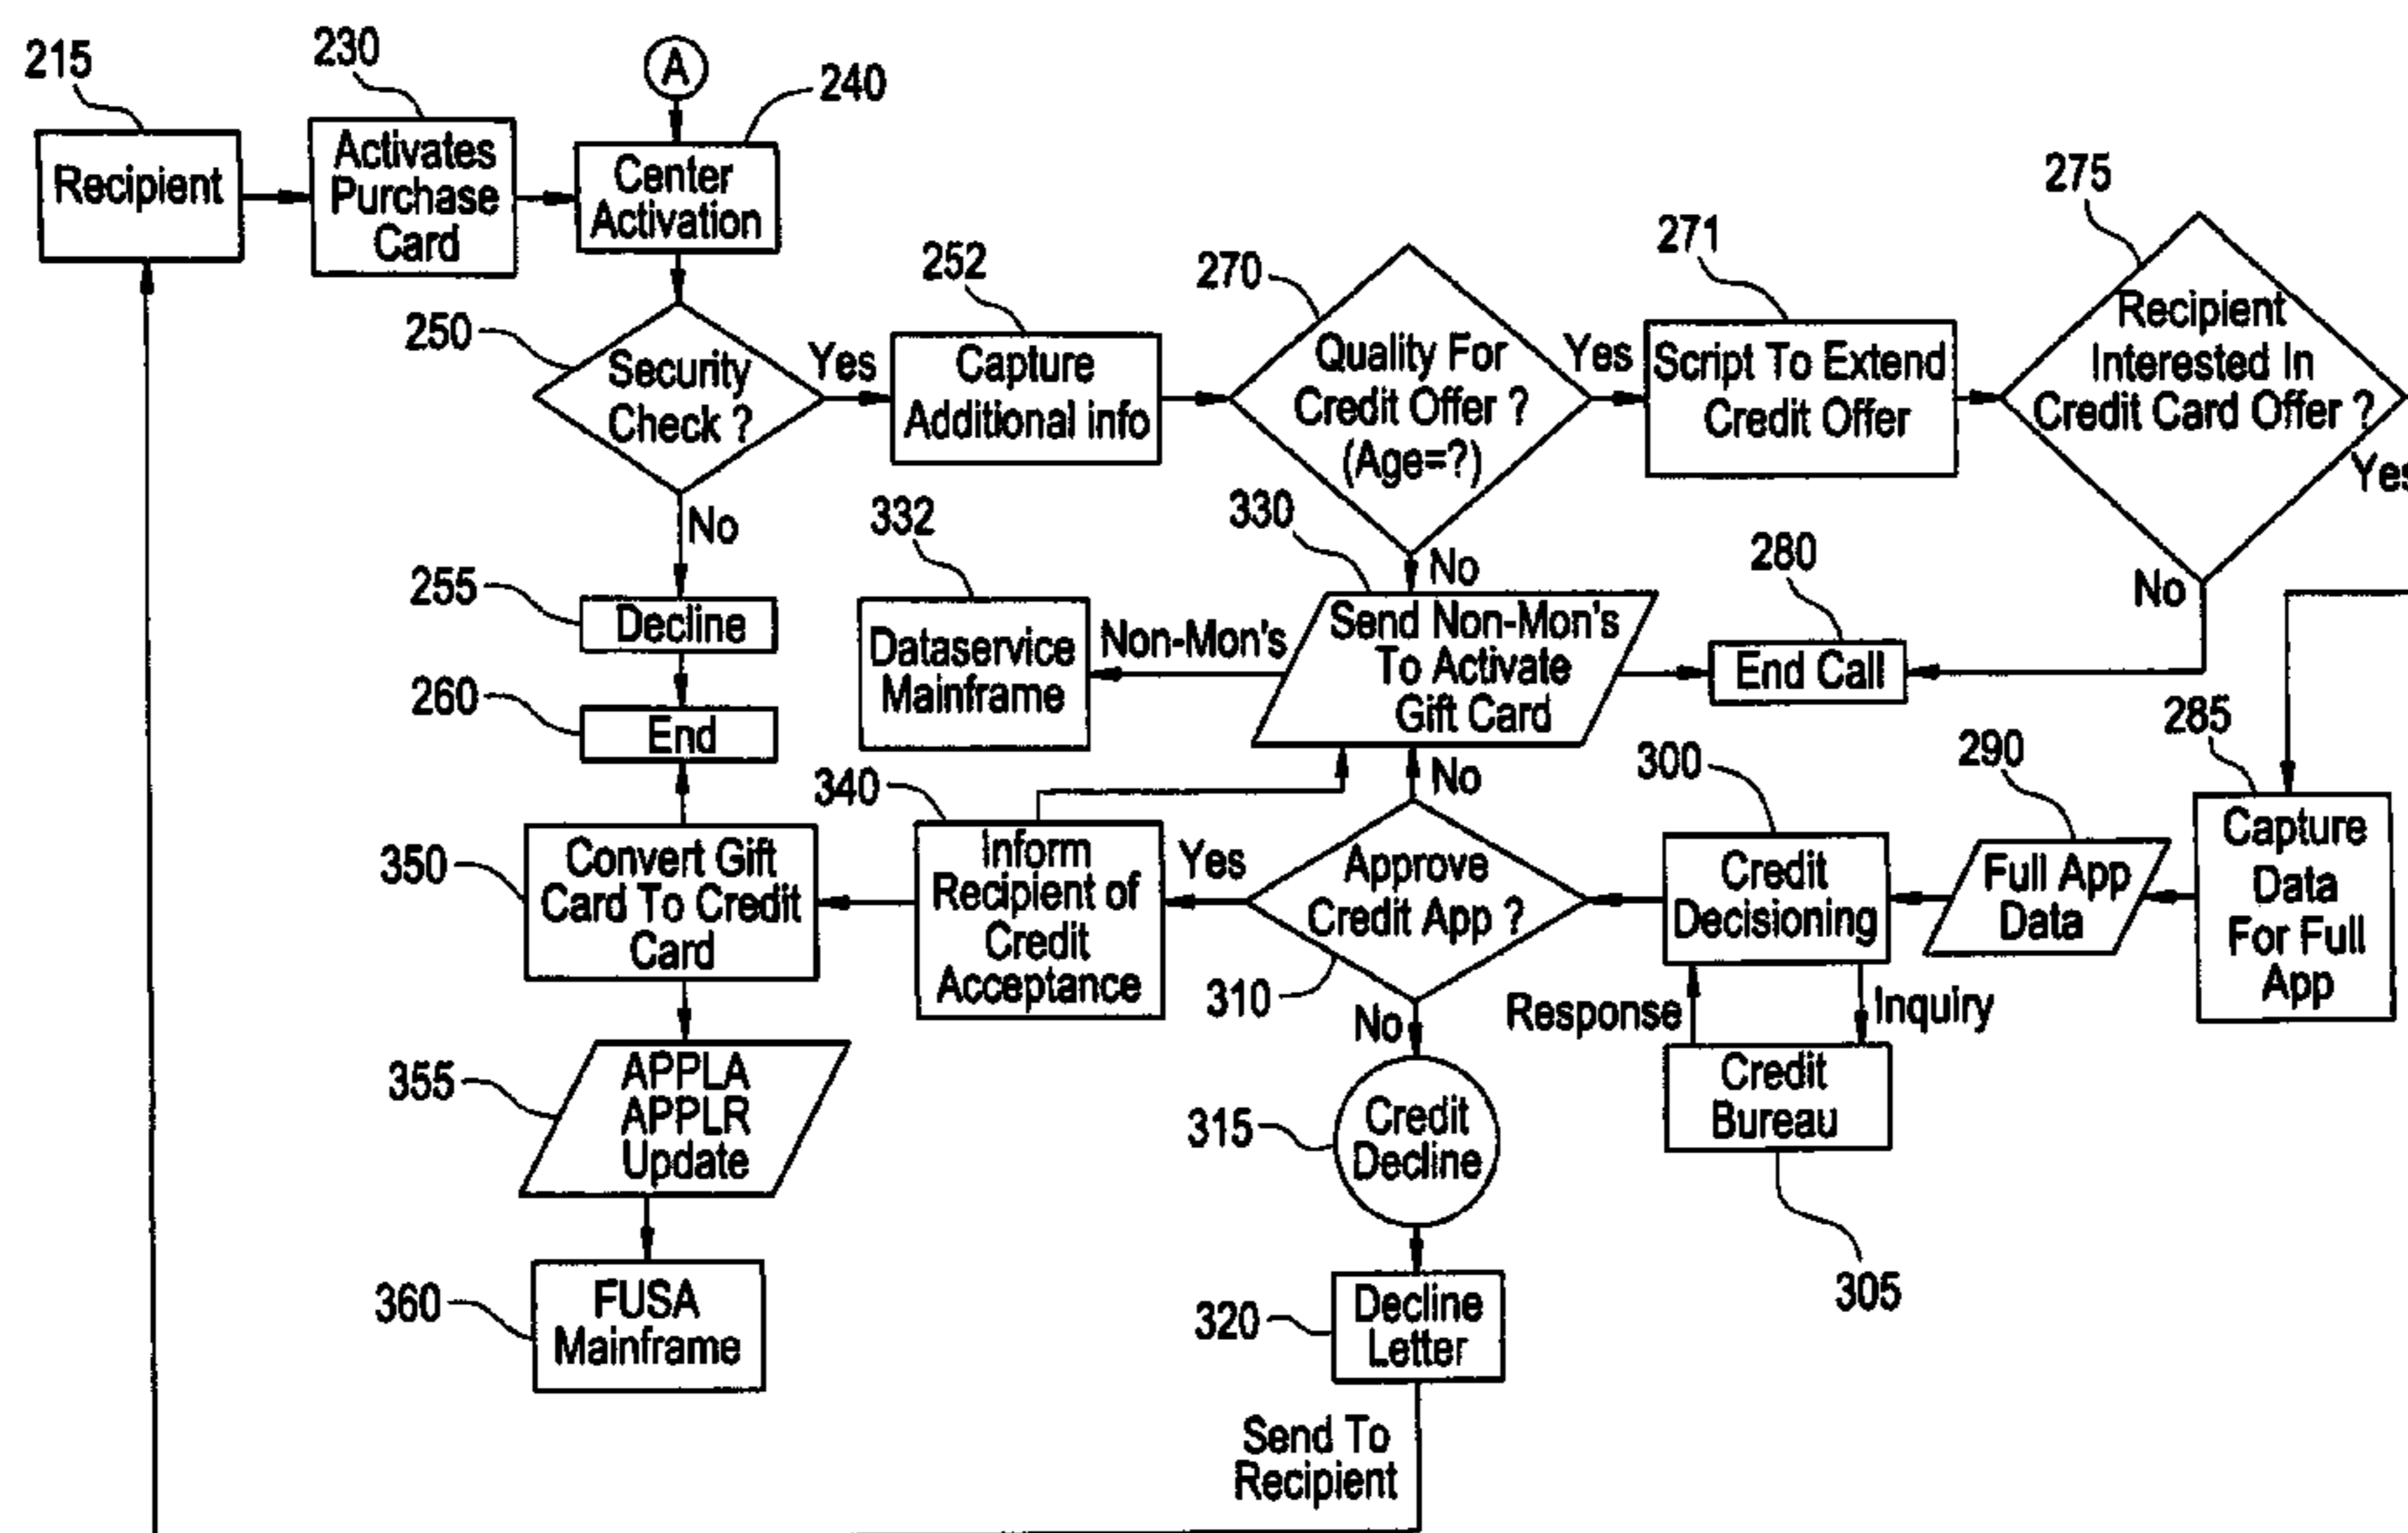 215
Recipient
230
Activates
Purchase
Card
A
240
Center
Activation
250
Security
Check ?
Yes
No
252
Capture
Additional info
270
Quality For
Credit Offer ?
(Age=?)
Yes
No
271
Script To Extend
Credit Offer
275
Recipient
Interested In
Credit Card Offer ?
Yes
No
255
Decline
260
End
332
Dataservice
Mainframe
Non-Mon's
330
Send Non-Mon's
To Activate
Gift Card
280
End Call
285
Capture
Data
For Full
App
290
Full App
Data
300
Credit
Decisioning
Response
Inquiry
Credit
Bureau
305
310
Approve
Credit App ?
No
Yes
No
340
Inform
Recipient of
Credit
Acceptance
350
Convert Gift
Card To Credit
Card
355
APPLA
APPLR
Update
360
FUSA
Mainframe
315
Credit
Decline
320
Decline
Letter
Send To
Recipient